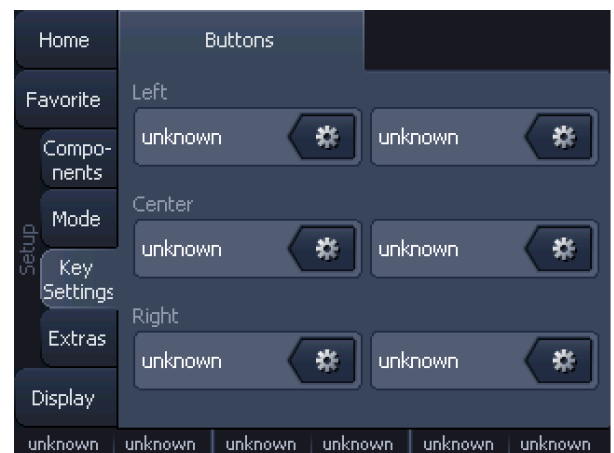 Home
Buttons
Favorite
Left
unknown
unknown
Compo-
nents
Setup
Mode
Center
unknown
unknown
Key
Settings
Right
Extras
unknown
unknown
Display
unknown unknown unknown unknown unknown unknown